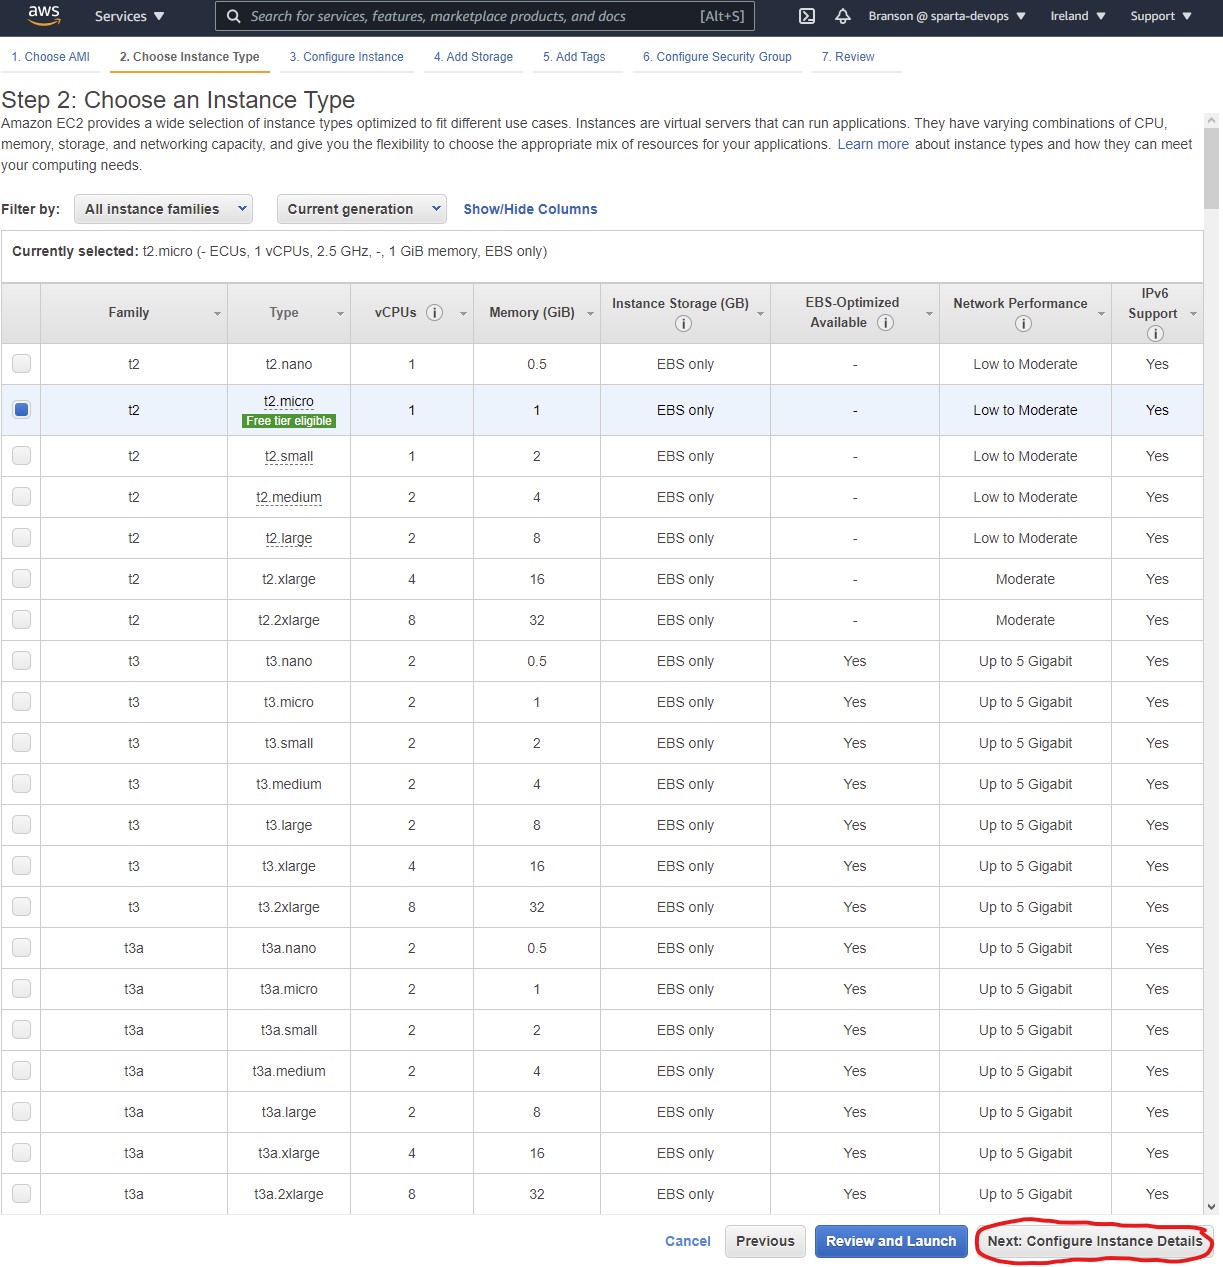 aws Services Search for services, features, marketplace products, and docs [Alt+S] Branson @ sparta-devops Ireland Support
1. Choose AMI 2. Choose Instance Type 3. Configure Instance 4. Add Storage 5. Add Tags 6. Configure Security Group 7. Review
Step 2: Choose an Instance Type
Amazon EC2 provides a wide selection of instance types optimized to fit different use cases. Instances are virtual servers that can run applications. They have varying combinations of CPU,
memory, storage, and networking capacity, and give you the flexibility to choose the appropriate mix of resources for your applications. Learn more about instance types and how they can meet
your computing needs.
Filter by: All instance families Current generation Show/Hide Columns
Currently selected: t2.micro (- ECUs, 1 vCPUs, 2.5 GHz, -, 1 GiB memory, EBS only)
Family Type vCPUs Memory (GiB) Instance Storage (GB) EBS-Optimized Available Network Performance IPv6 Support
t2 t2.nano 1 0.5 EBS only - Low to Moderate Yes
t2 t2.micro Free tier eligible 1 1 EBS only - Low to Moderate Yes
t2 t2.small 1 2 EBS only - Low to Moderate Yes
t2 t2.medium 2 4 EBS only - Low to Moderate Yes
t2 t2.large 2 8 EBS only - Low to Moderate Yes
t2 t2.xlarge 4 16 EBS only - Moderate Yes
t2 t2.2xlarge 8 32 EBS only - Moderate Yes
t3 t3.nano 2 0.5 EBS only Yes Up to 5 Gigabit Yes
t3 t3.micro 2 1 EBS only Yes Up to 5 Gigabit Yes
t3 t3.small 2 2 EBS only Yes Up to 5 Gigabit Yes
t3 t3.medium 2 4 EBS only Yes Up to 5 Gigabit Yes
t3 t3.large 2 8 EBS only Yes Up to 5 Gigabit Yes
t3 t3.xlarge 4 16 EBS only Yes Up to 5 Gigabit Yes
t3 t3.2xlarge 8 32 EBS only Yes Up to 5 Gigabit Yes
t3a t3a.nano 2 0.5 EBS only Yes Up to 5 Gigabit Yes
t3a t3a.micro 2 1 EBS only Yes Up to 5 Gigabit Yes
t3a t3a.small 2 2 EBS only Yes Up to 5 Gigabit Yes
t3a t3a.medium 2 4 EBS only Yes Up to 5 Gigabit Yes
t3a t3a.large 2 8 EBS only Yes Up to 5 Gigabit Yes
t3a t3a.xlarge 4 16 EBS only Yes Up to 5 Gigabit Yes
t3a t3a.2xlarge 8 32 EBS only Yes Up to 5 Gigabit Yes
Cancel Previous Review and Launch Next: Configure Instance Details